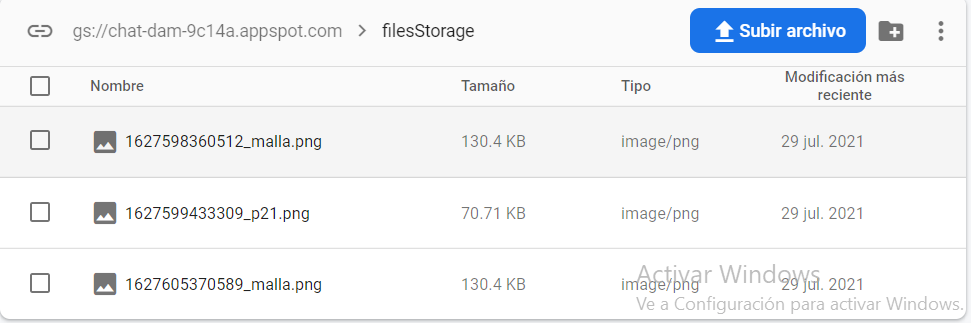 gs://chat-dam-9c14a.appspot.com > filesStorage Subir archivo
Nombre Tamaño Tipo Modificación más reciente
1627598360512_malla.png 130.4 KB image/png 29 jul. 2021
1627599433309_p21.png 70.71 KB image/png 29 jul. 2021
1627605370589_malla.png 130.4 KB image/png 29 jul. 2021
Activar Windows
Ve a Configuración para activar Windows.